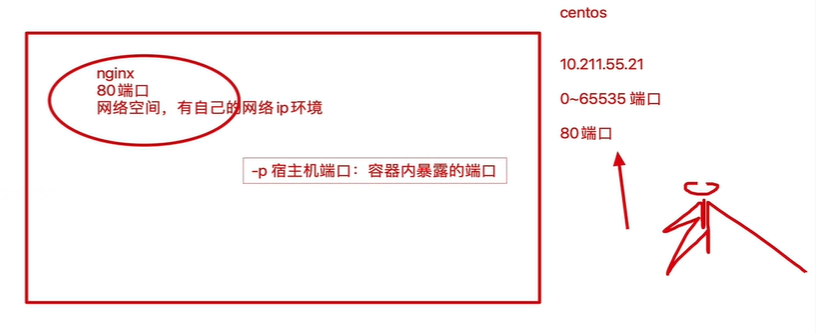 centos
10.211.55.21
0~65535 端口
80端口
nginx
80端口
网络空间，有自己的网络ip环境
-p 宿主机端口：容器内暴露的端口